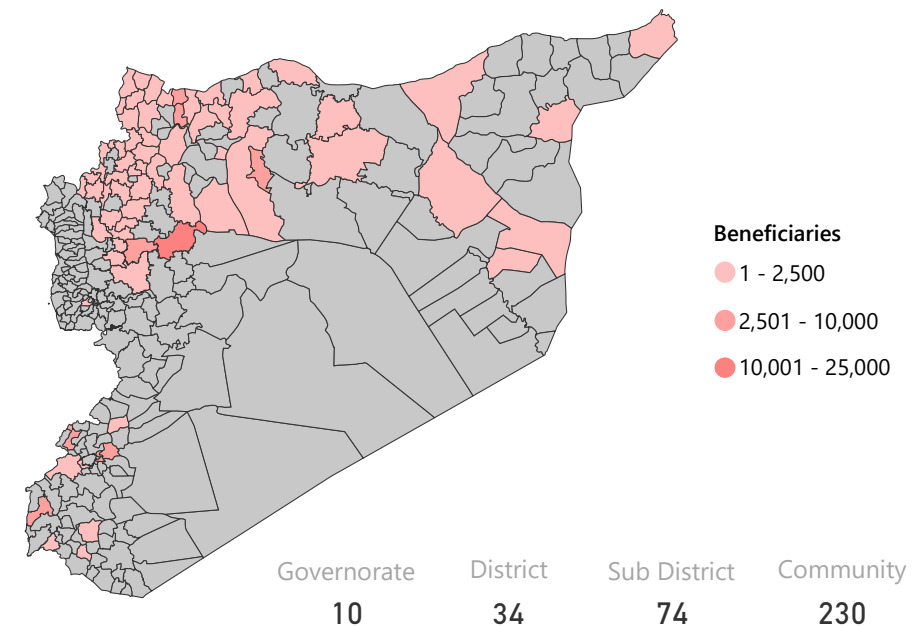 Beneficiaries
1 - 2,500
2,501 - 10,000
10,001 - 25,000
Governorate District Sub District Community
10 34 74 230